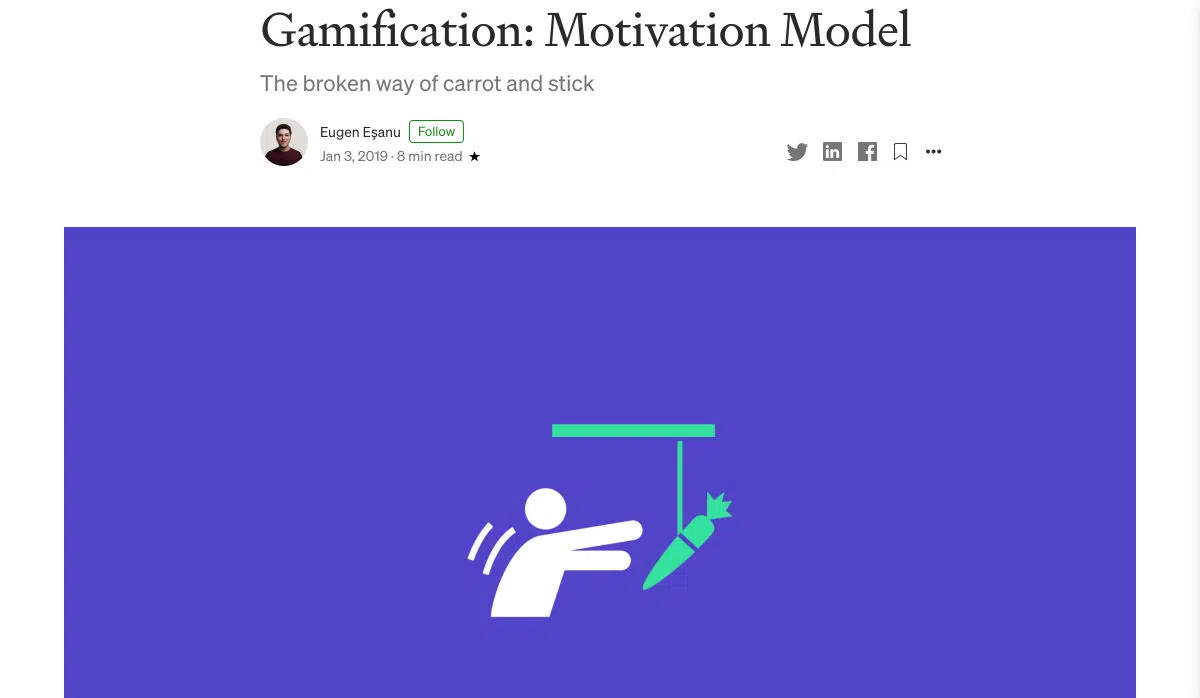 Gamification: Motivation Model
The broken way of carrot and stick
Eugen Eşanu Follow
Jan 3, 2019 · 8 min read ★